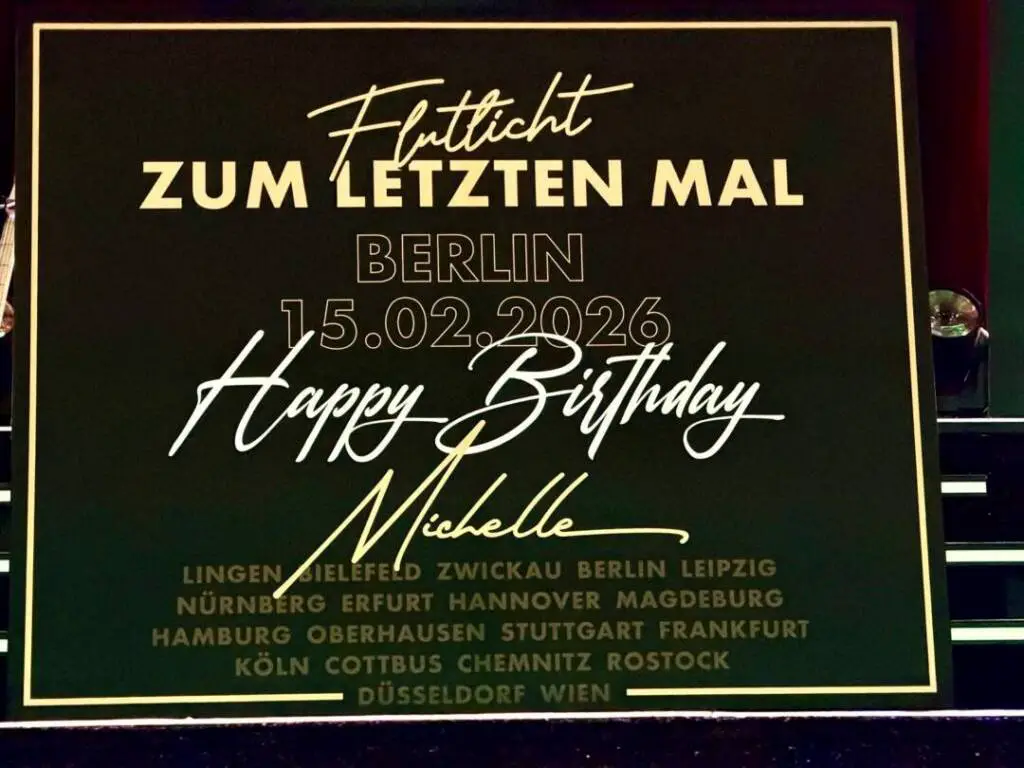 Flutlicht
ZUM LETZTEN MAL
BERLIN
15.02.2026
Happy Birthday
Michelle
LINGEN BIELEFELD ZWICKAU BERLIN LEIPZIG
NÜRNBERG ERFURT HANNOVER MAGDEBURG
HAMBURG OBERHAUSEN STUTTGART FRANKFURT
KÖLN COTTBUS CHEMNITZ ROSTOCK
DÜSSELDORF WIEN